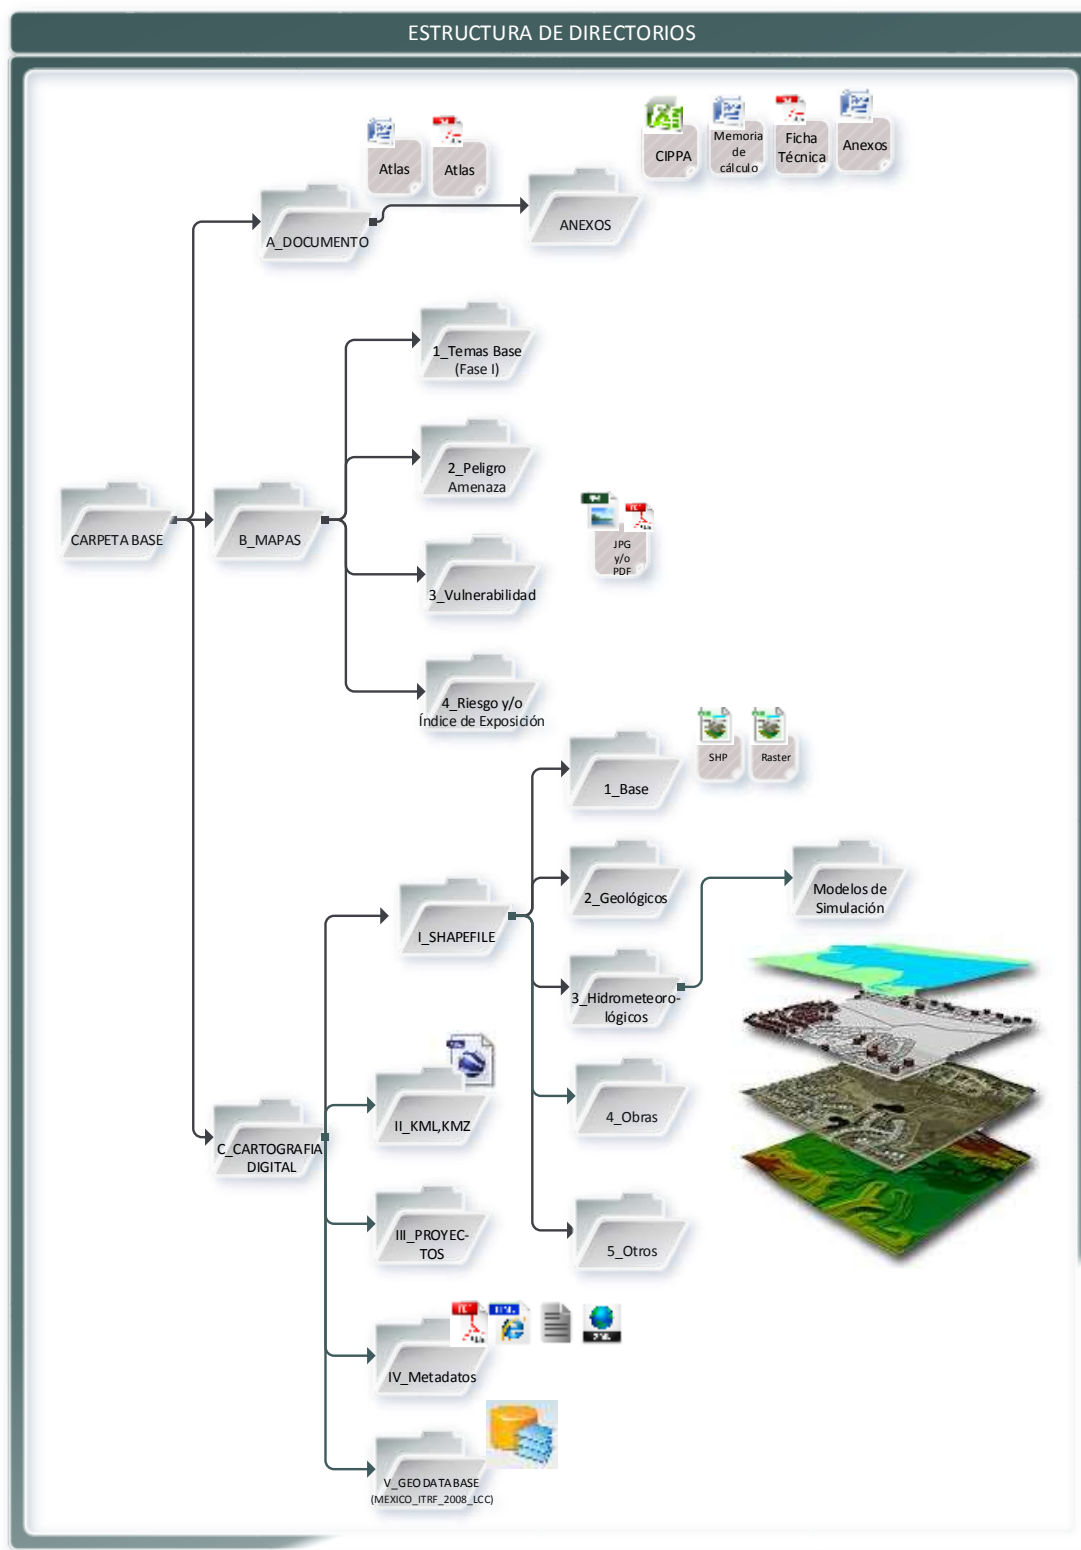 ESTRUCTURA DE DIRECTORIOS
Atlas
Atlas
CIPPA
Memoria
de
cálculo
Ficha
Técnica
Anexos
A_DOCUMENTO
ANEXOS
1_Temas Base
(Fase I)
2_Peligro
Amenaza
CARPETA BASE
B_MAPAS
JPG
y/o
PDF
3_Vulnerabilidad
4_Riesgo y/o
Índice de Exposición
SHP
Raster
1_Base
2_Geológicos
Modelos de
Simulación
I_SHAPEFILE
3_Hidrometeoro-
lógicos
II_KML,KMZ
4_Obras
C_CARTOGRAFIA
DIGITAL
III_PROYEC-
TOS
5_Otros
IV_Metadatos
V_GEODATABASE
(MEXICO_ITRF_2008_LCC)